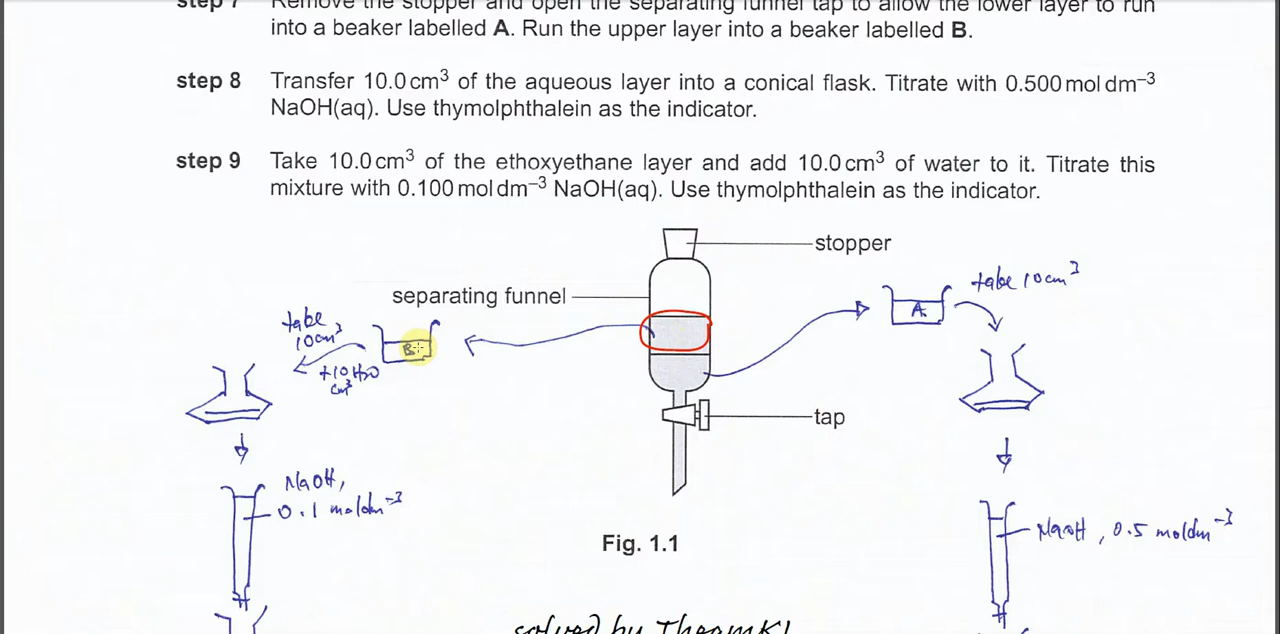 step 7 Remove the stopper and open the separating funnel tap to allow the lower layer to run
into a beaker labelled A. Run the upper layer into a beaker labelled B.
step 8 Transfer 10.0 cm³ of the aqueous layer into a conical flask. Titrate with 0.500 mol dm⁻³
NaOH(aq). Use thymolphthalein as the indicator.
step 9 Take 10.0 cm³ of the ethoxyethane layer and add 10.0 cm³ of water to it. Titrate this
mixture with 0.100 mol dm⁻³ NaOH(aq). Use thymolphthalein as the indicator.
stopper
separating funnel
take
10cm³
B
+10 H₂O
cm³
A
take 10cm³
tap
NaOH,
0.1 moldm⁻³
NaOH, 0.5 moldm⁻³
Fig. 1.1
solved by